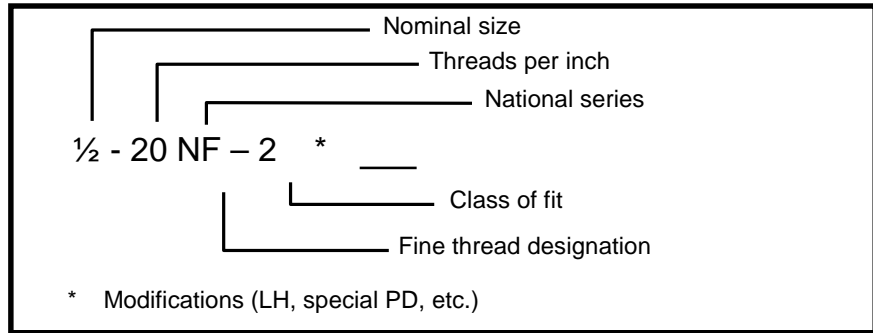 Nominal size
Threads per inch
National series
½ - 20 NF – 2 *
Class of fit
Fine thread designation
* Modifications (LH, special PD, etc.)